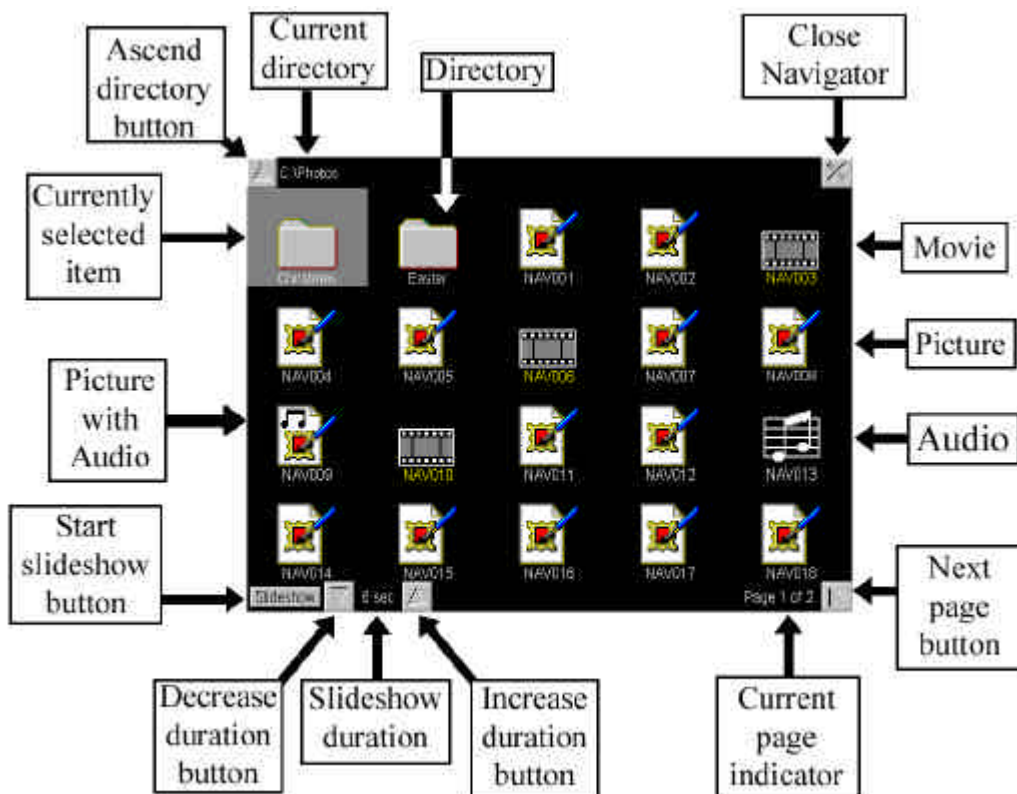 Ascend
directory
button
Current
directory
Directory
Close
Navigator
C:\Photos
Currently
selected
item
Easter
NAV001
NAV002
NAV003
Movie
NAV004
NAV005
NAV006
NAV007
NAV008
Picture
Picture
with
Audio
NAV009
NAV010
NAV011
NAV012
NAV013
Audio
Start
slideshow
button
NAV014
NAV015
NAV016
NAV017
NAV018
Slideshow
6 sec
Page 1 of 2
Next
page
button
Decrease
duration
button
Slideshow
duration
Increase
duration
button
Current
page
indicator